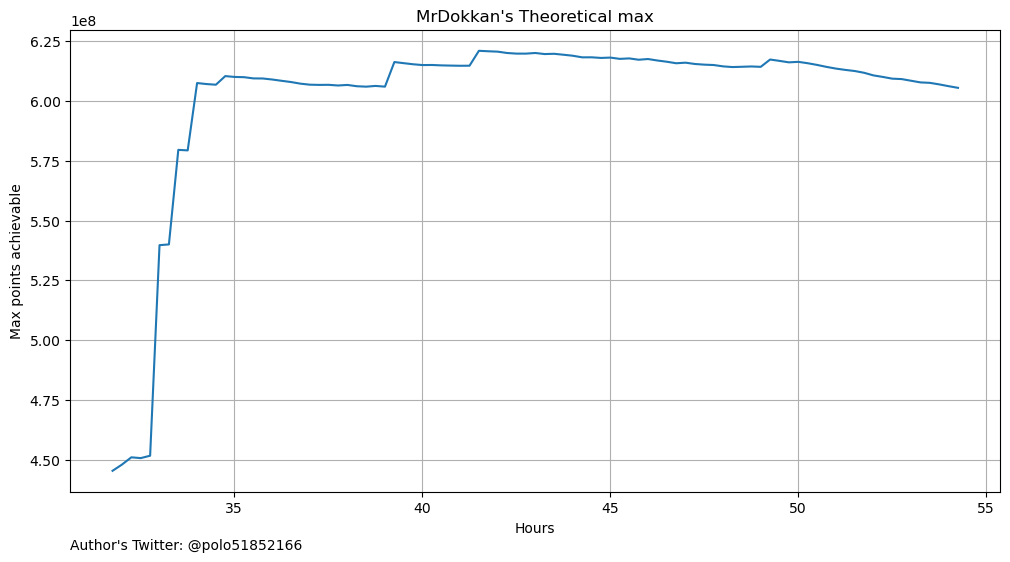 MrDokkan's Theoretical max
1e8
6.25
6.00
5.75
5.50
5.25
5.00
4.75
4.50
Max points achievable
35 40 45 50 55
Hours
Author's Twitter: @polo51852166